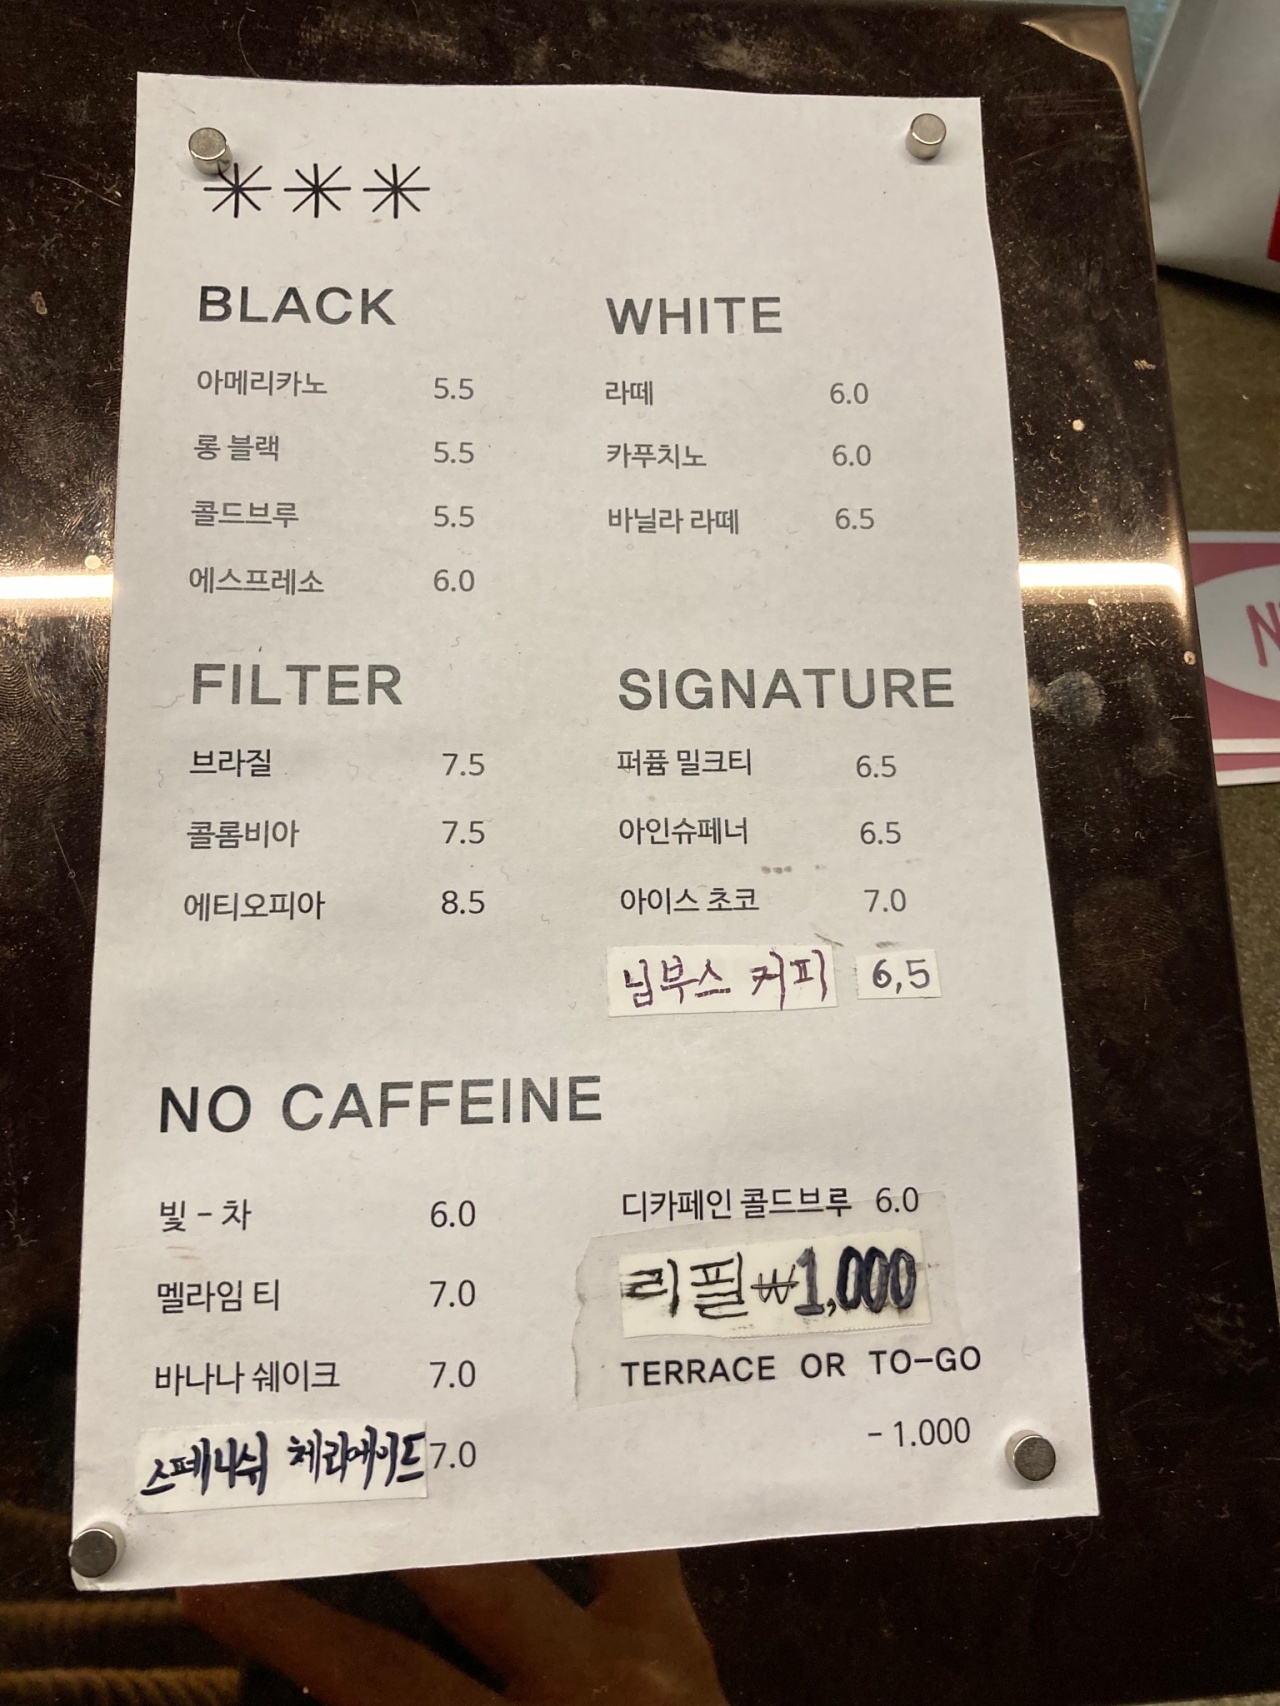 ***
BLACK
아메리카노 5.5
롱 블랙 5.5
콜드브루 5.5
에스프레소 6.0
WHITE
라떼 6.0
카푸치노 6.0
바닐라 라떼 6.5
FILTER
브라질 7.5
콜롬비아 7.5
에티오피아 8.5
SIGNATURE
퍼퓸 밀크티 6.5
아인슈페너 6.5
아이스 초코 7.0
님부스 커피 6,5
NO CAFFEINE
빛 - 차 6.0
멜라임 티 7.0
바나나 쉐이크 7.0
스페니쉬 체리에이드 7.0
디카페인 콜드브루 6.0
리필 ₩1,000
TERRACE OR TO-GO
- 1.000
N